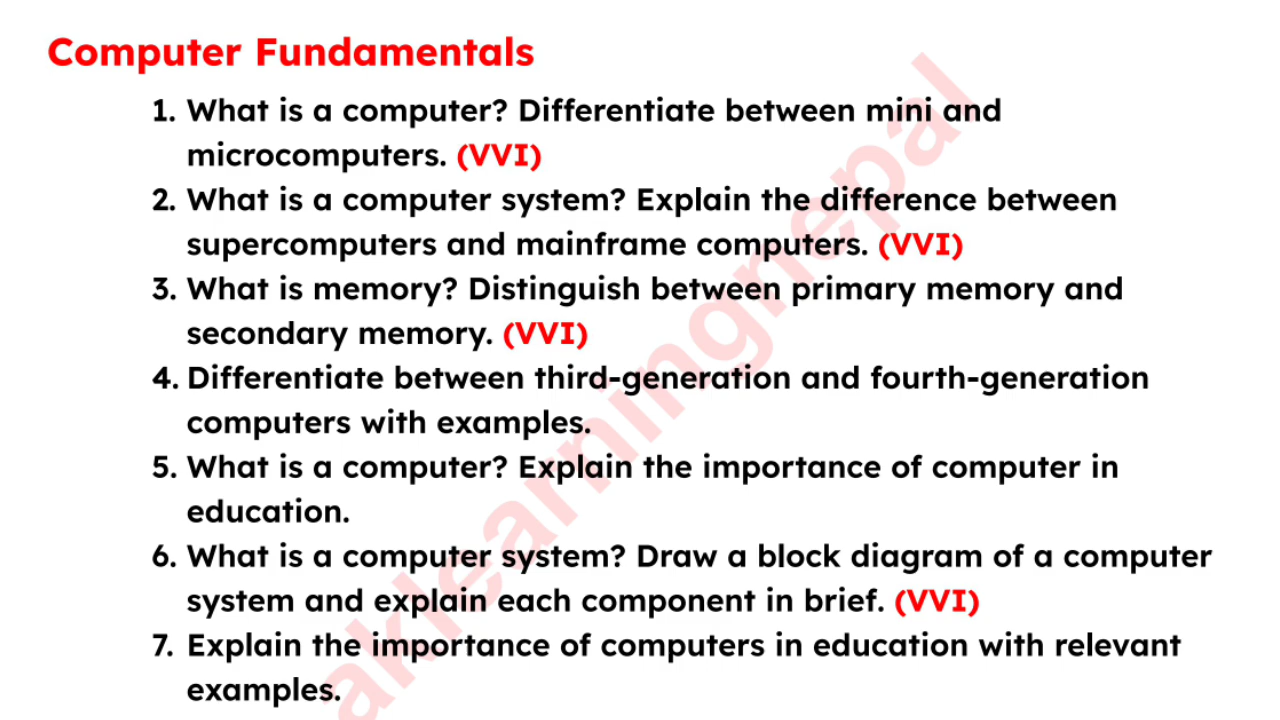 Computer Fundamentals
1. What is a computer? Differentiate between mini and
microcomputers. (VVI)
2. What is a computer system? Explain the difference between
supercomputers and mainframe computers. (VVI)
3. What is memory? Distinguish between primary memory and
secondary memory. (VVI)
4. Differentiate between third-generation and fourth-generation
computers with examples.
5. What is a computer? Explain the importance of computer in
education.
6. What is a computer system? Draw a block diagram of a computer
system and explain each component in brief. (VVI)
7. Explain the importance of computers in education with relevant
examples.
aklearningnepal